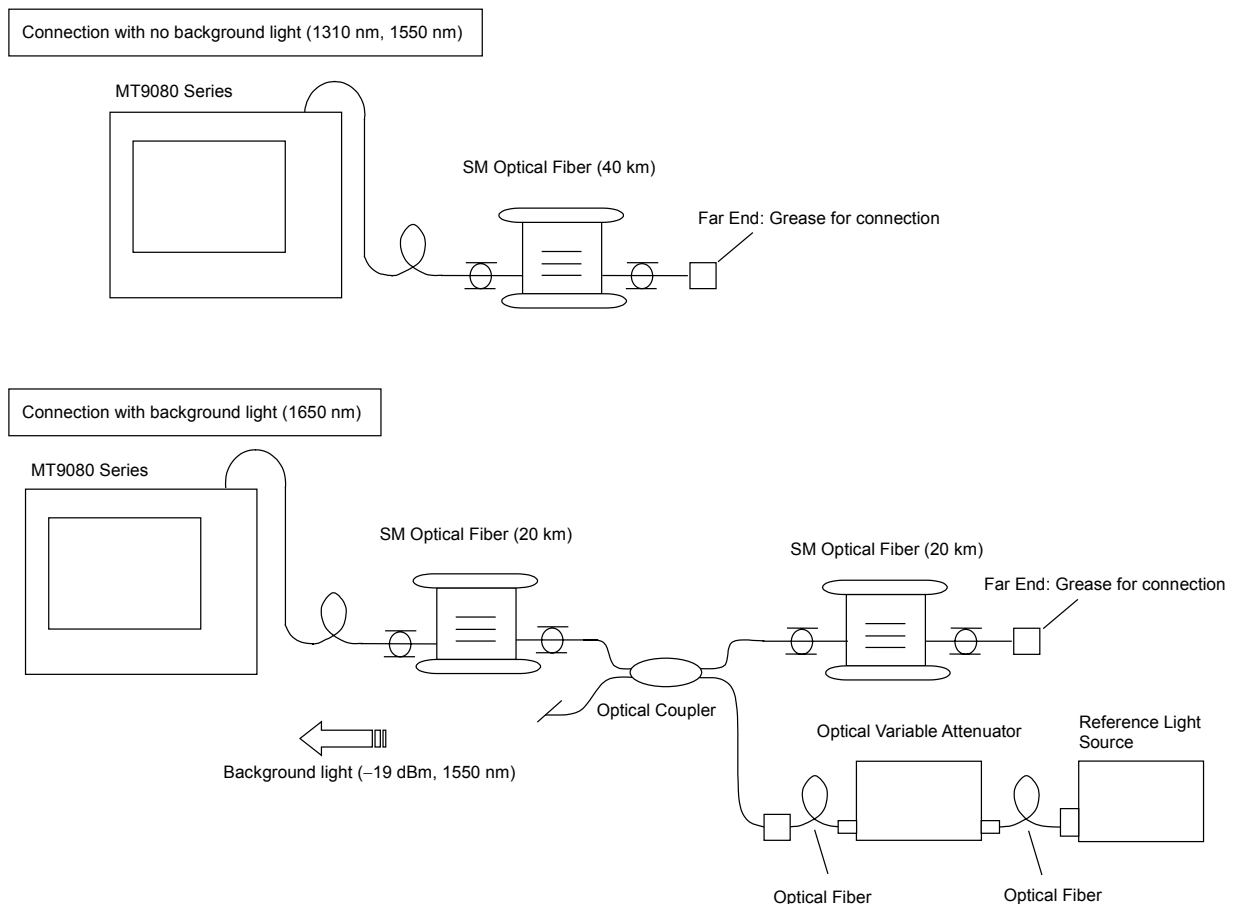 Connection with no background light (1310 nm, 1550 nm)
MT9080 Series
SM Optical Fiber (40 km)
Far End: Grease for connection
Connection with background light (1650 nm)
MT9080 Series
SM Optical Fiber (20 km)
SM Optical Fiber (20 km)
Far End: Grease for connection
Optical Coupler
Background light (−19 dBm, 1550 nm)
Optical Variable Attenuator
Reference Light
Source
Optical Fiber
Optical Fiber